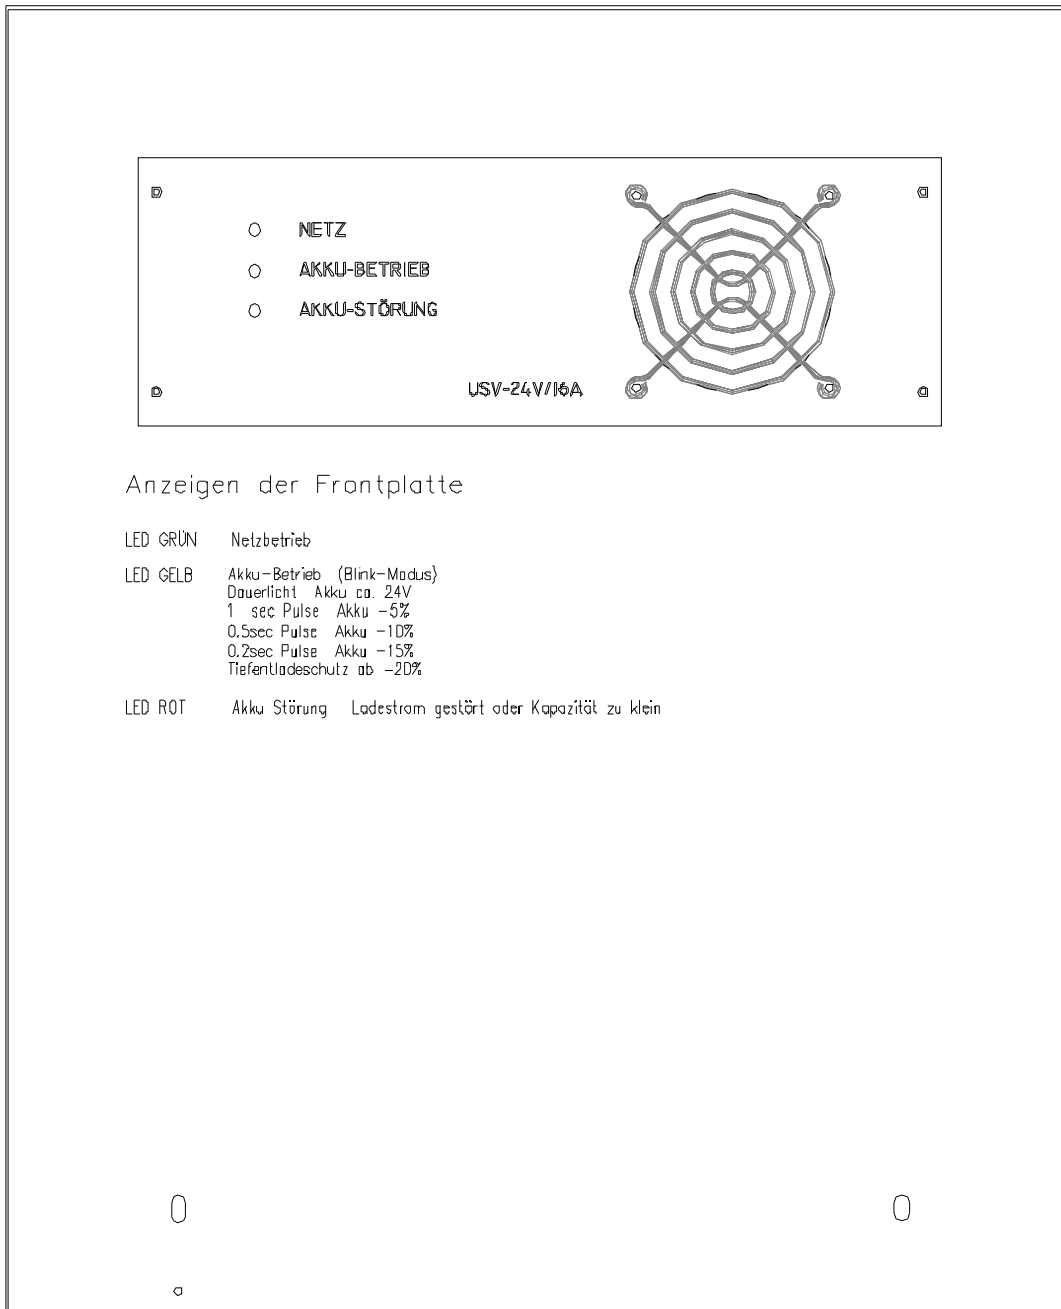 NETZ
AKKU-BETRIEB
AKKU-STÖRUNG
USV-24V/16A
Anzeigen der Frontplatte
LED GRÜN Netzbetrieb
LED GELB Akku-Betrieb (Blink-Modus)
Dauerlicht Akku ca. 24V
1 sec Pulse Akku -5%
0.5sec Pulse Akku -10%
0.2sec Pulse Akku -15%
Tiefentladeschutz ab -20%
LED ROT Akku Störung Ladestrom gestört oder Kapazität zu klein